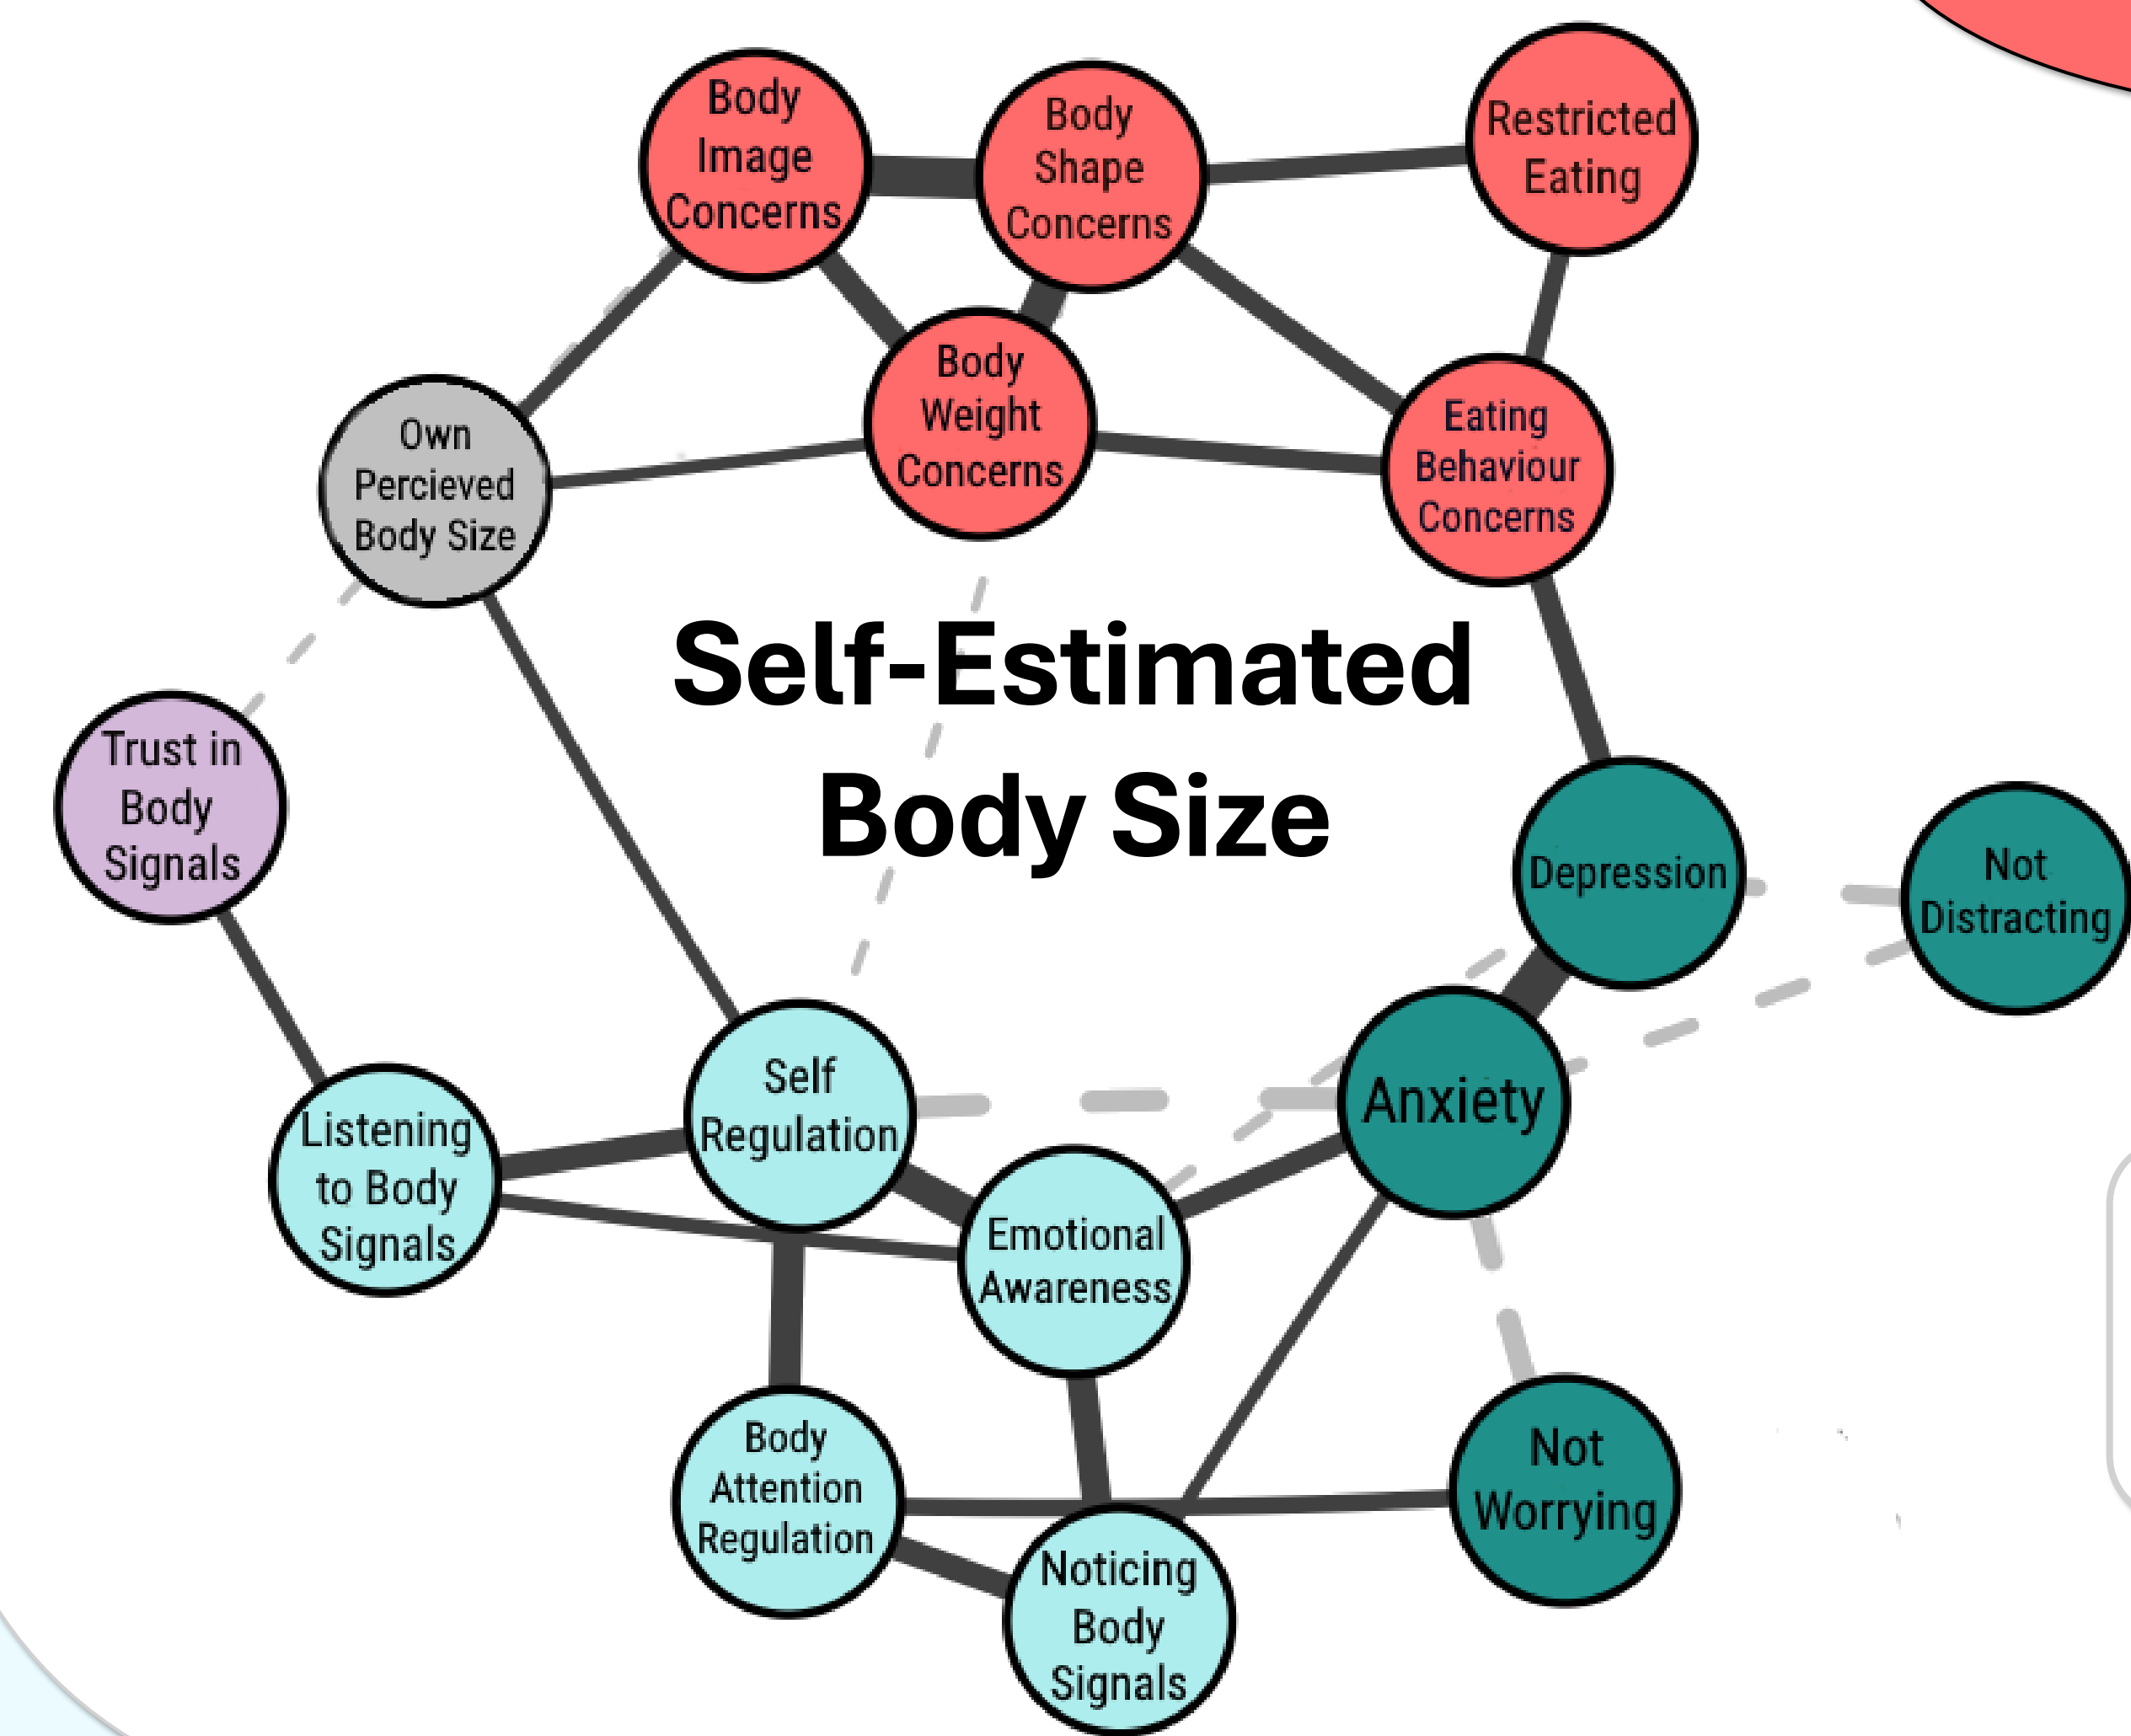 Body
Image
Concerns
Body
Shape
Concerns
Restricted
Eating
Body
Weight
Concerns
Eating
Behaviour
Concerns
Own
Percieved
Body Size
Self-Estimated
Body Size
Trust in
Body
Signals
Depression
Not
Distracting
Self
Regulation
Anxiety
Listening
to Body
Signals
Emotional
Awareness
Body
Attention
Regulation
Not
Worrying
Noticing
Body
Signals